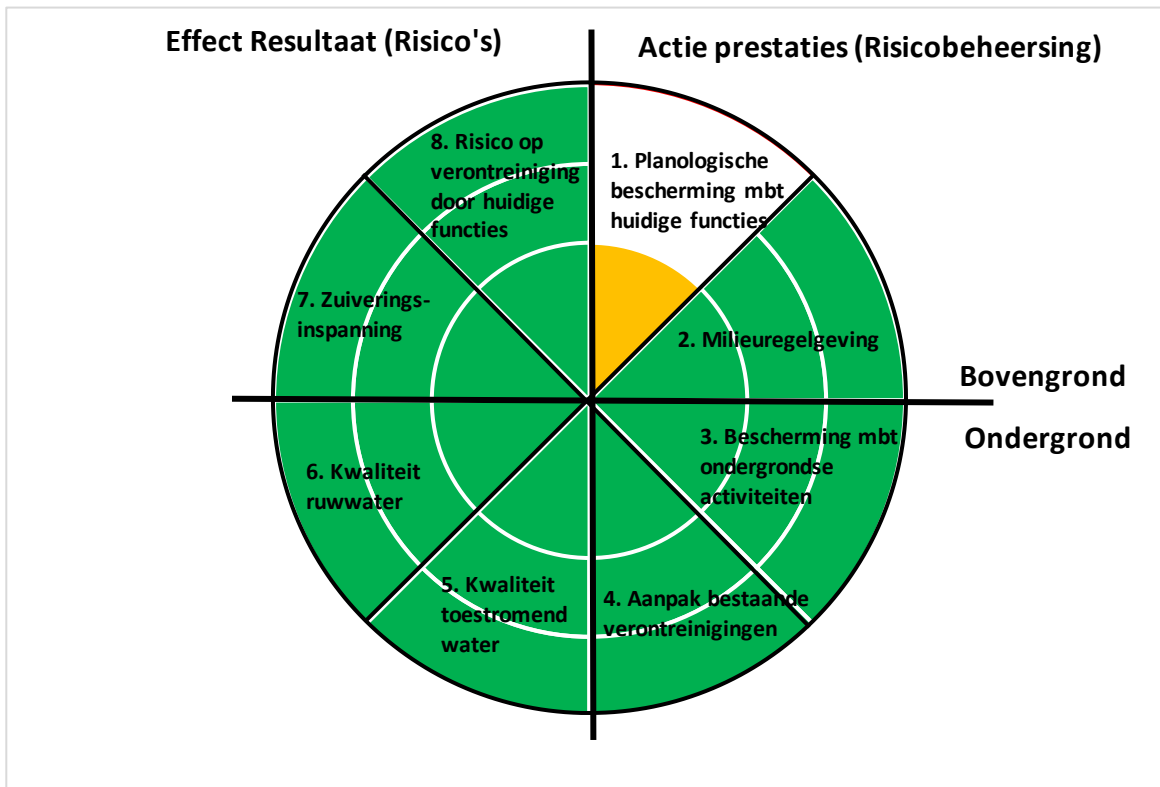 Effect Resultaat (Risico's)
Actie prestaties (Risicobeheersing)
8. Risico op
verontreiniging
door huidige
functies
1. Planologische
bescherming mbt
huidige functies
7. Zuiverings-
inspanning
2. Milieuregelgeving
Bovengrond
Ondergrond
3. Bescherming mbt
ondergrondse
activiteiten
6. Kwaliteit
ruwwater
5. Kwaliteit
toestromend
water
4. Aanpak bestaande
verontreinigingen